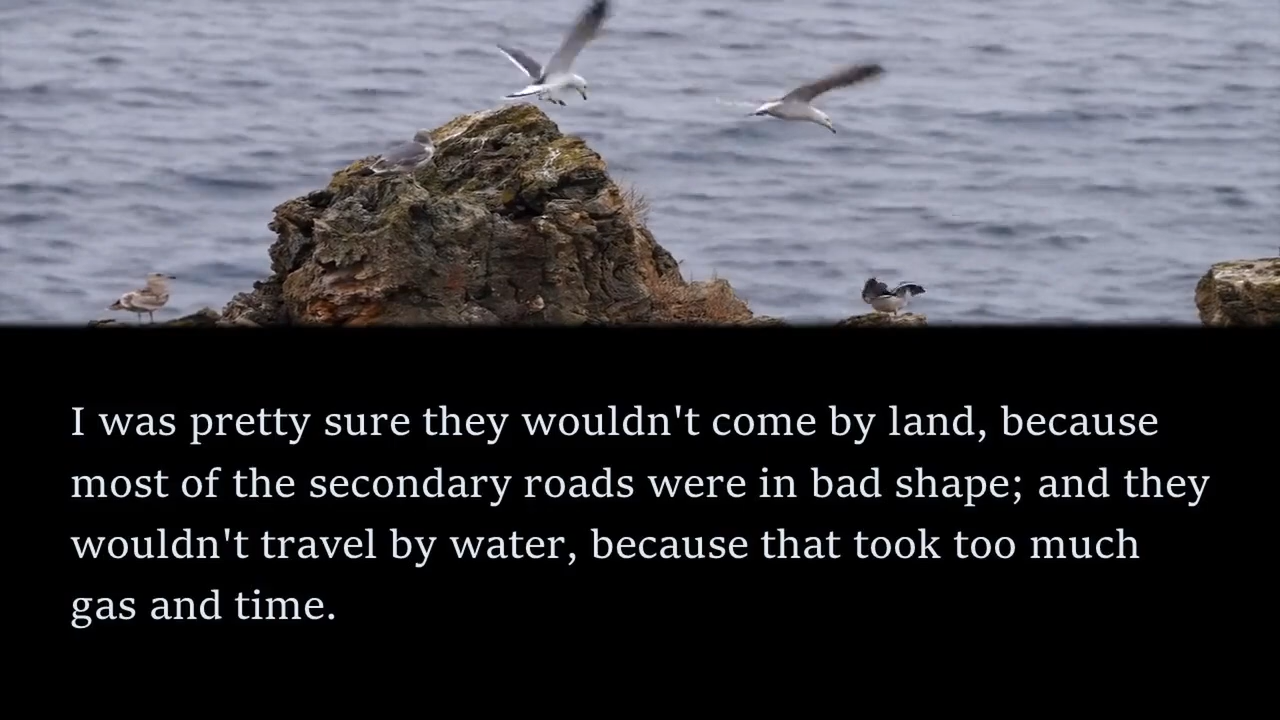 I was pretty sure they wouldn't come by land, because
most of the secondary roads were in bad shape; and they
wouldn't travel by water, because that took too much
gas and time.